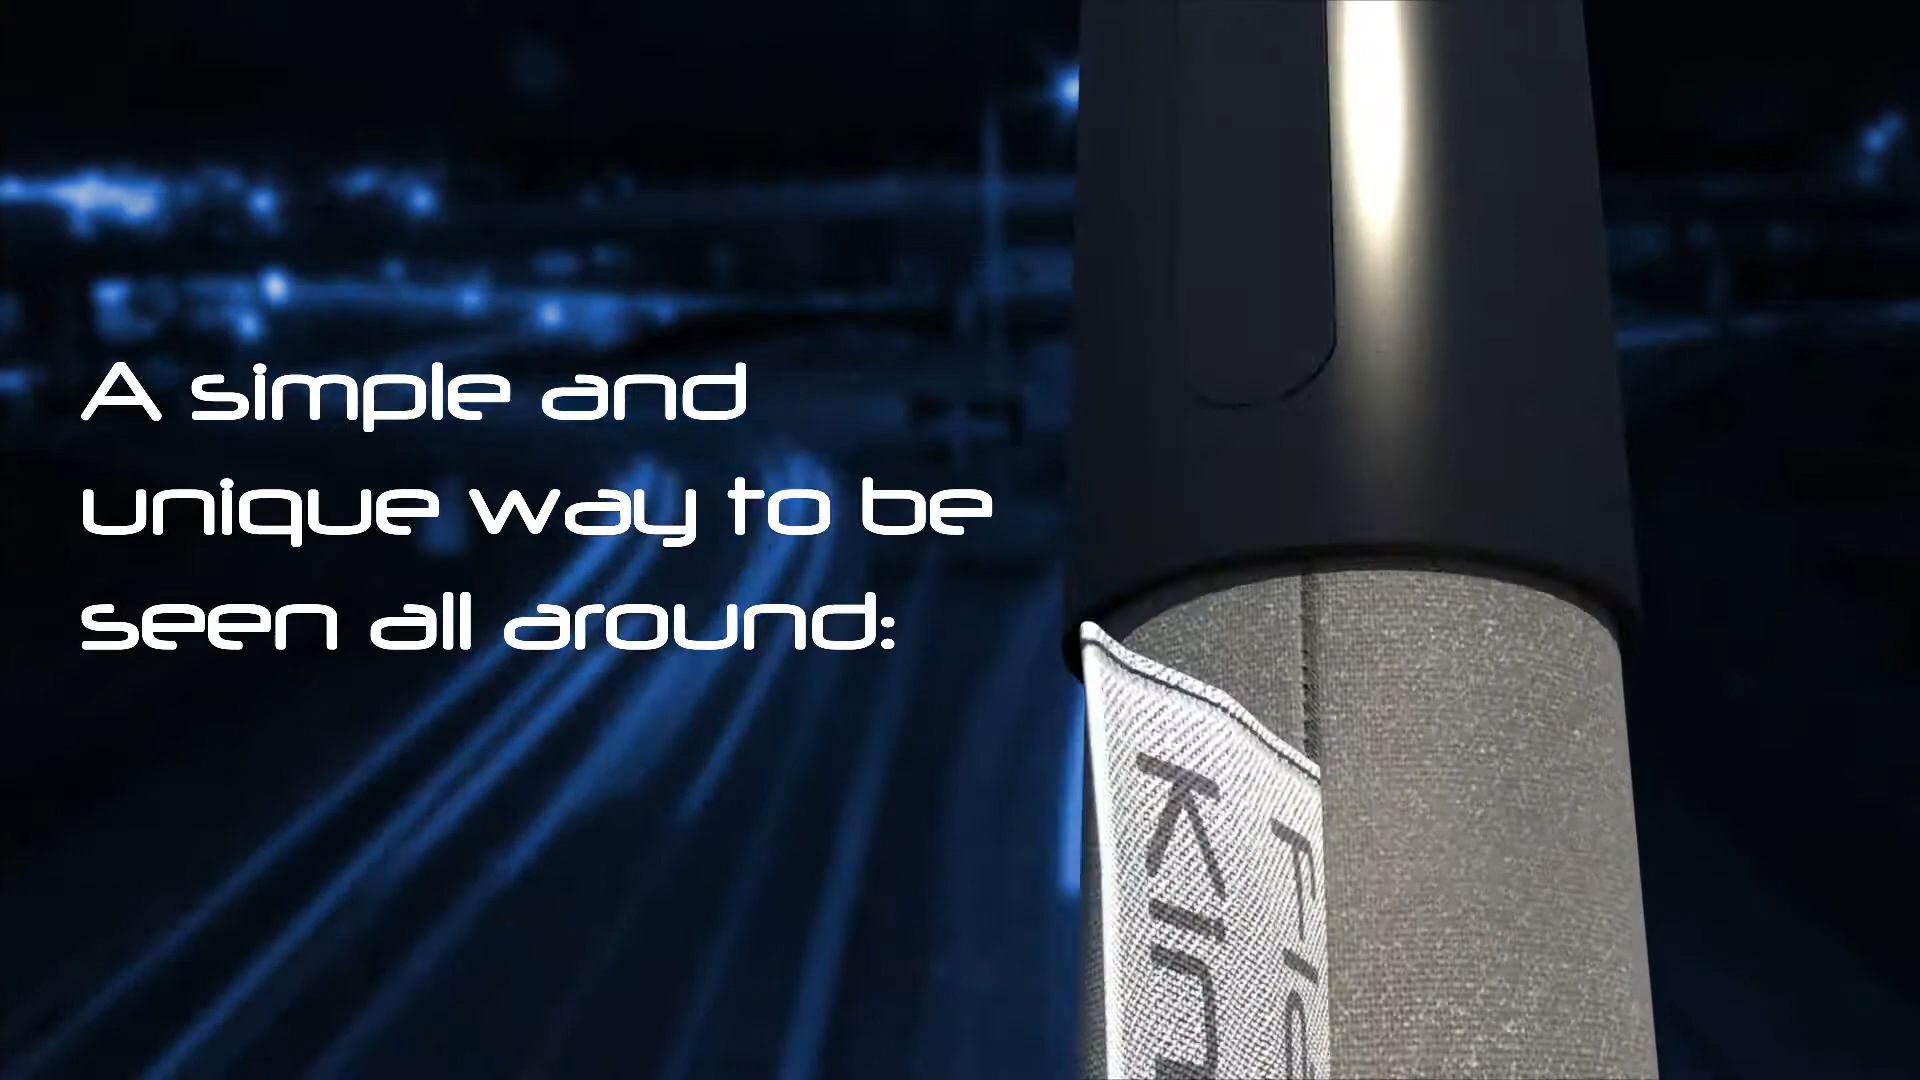 A simple and
unique way to be
seen all around: